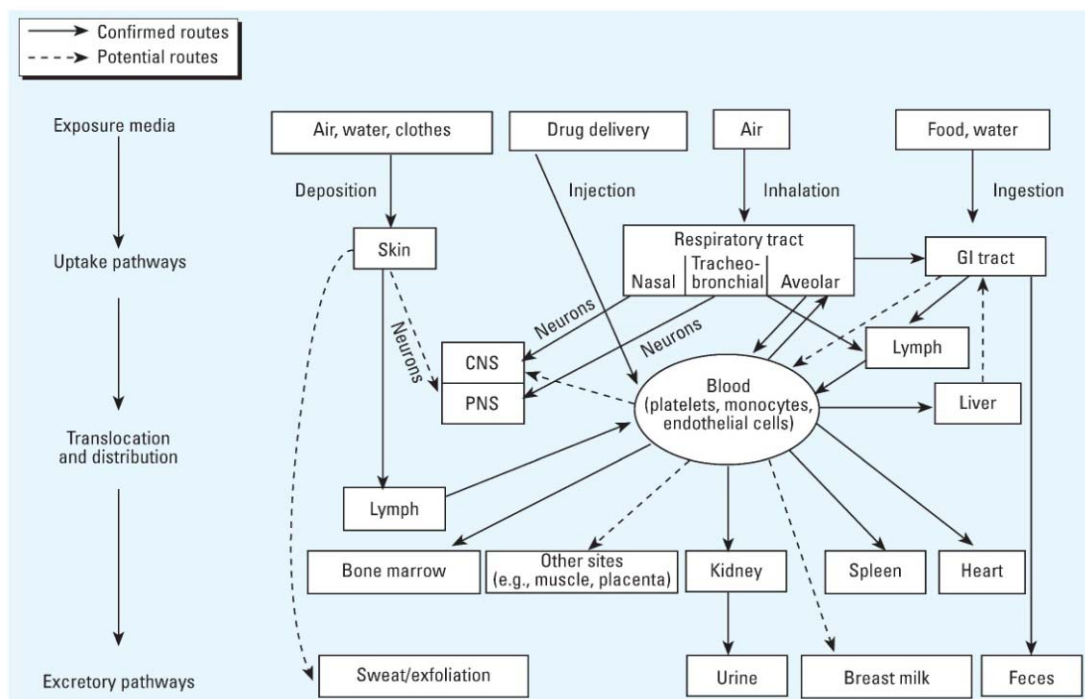 Confirmed routes
Potential routes
Exposure media
Uptake pathways
Translocation
and distribution
Excretory pathways
Air, water, clothes
Drug delivery
Air
Food, water
Deposition
Injection
Inhalation
Ingestion
Skin
Respiratory tract
Nasal
Tracheo-
bronchial
Aveolar
GI tract
Neurons
Neurons
Neurons
CNS
PNS
Lymph
Blood
(platelets, monocytes,
endothelial cells)
Liver
Lymph
Bone marrow
Other sites
(e.g., muscle, placenta)
Kidney
Spleen
Heart
Sweat/exfoliation
Urine
Breast milk
Feces